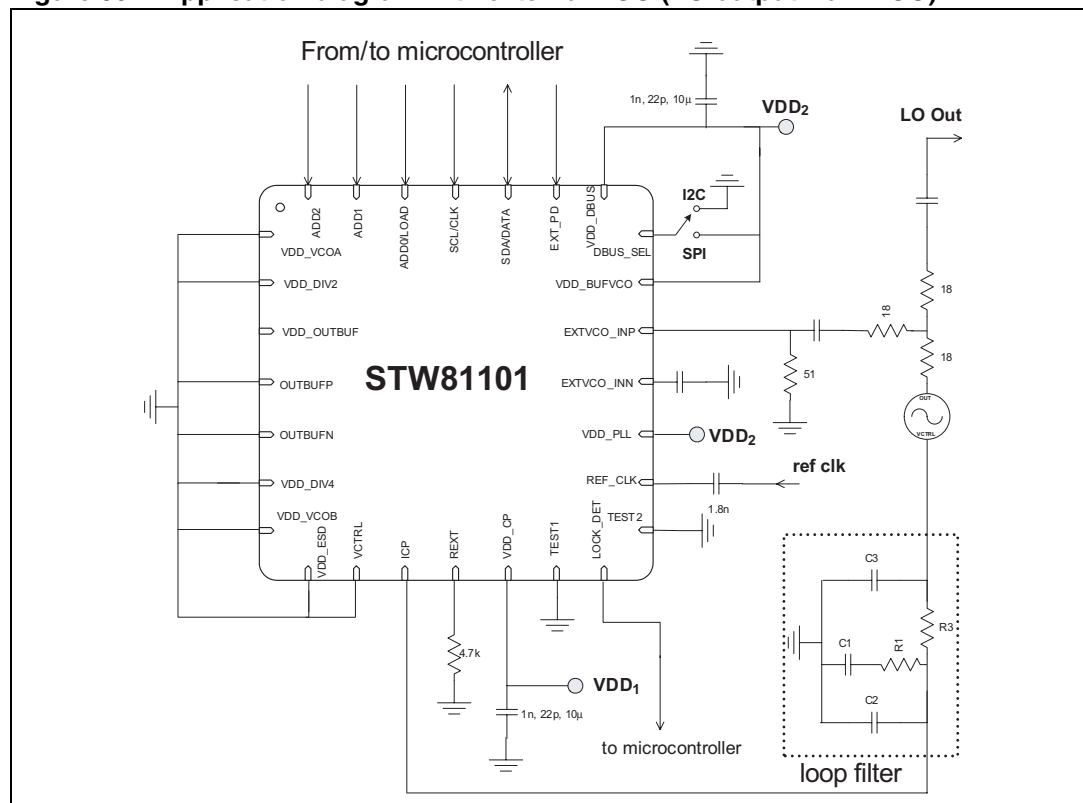 From/to microcontroller
1n, 22p, 10µ
VDD2
LO Out
ADD2
ADD1
ADD0/LOAD
SCL/CLK
SDA/DATA
EXT_PD
VDD_DBUS
I2C
SPI
DBUS_SEL
VDD_VCOA
VDD_DIV2
VDD_OUTBUF
OUTBUFP
OUTBUFN
VDD_DIV4
VDD_VCOB
STW81101
VDD_BUFVCO
EXTVCO_INP
EXTVCO_INN
VDD_PLL
REF_CLK
TEST2
18
18
18
51
OUT
VCTRL
VDD2
ref clk
1.8n
VDD_ESD
VCTRL
ICP
REXT
VDD_CP
TEST1
LOCK_DET
4.7k
VDD1
1n, 22p, 10µ
to microcontroller
C3
R3
C1
R1
C2
loop filter